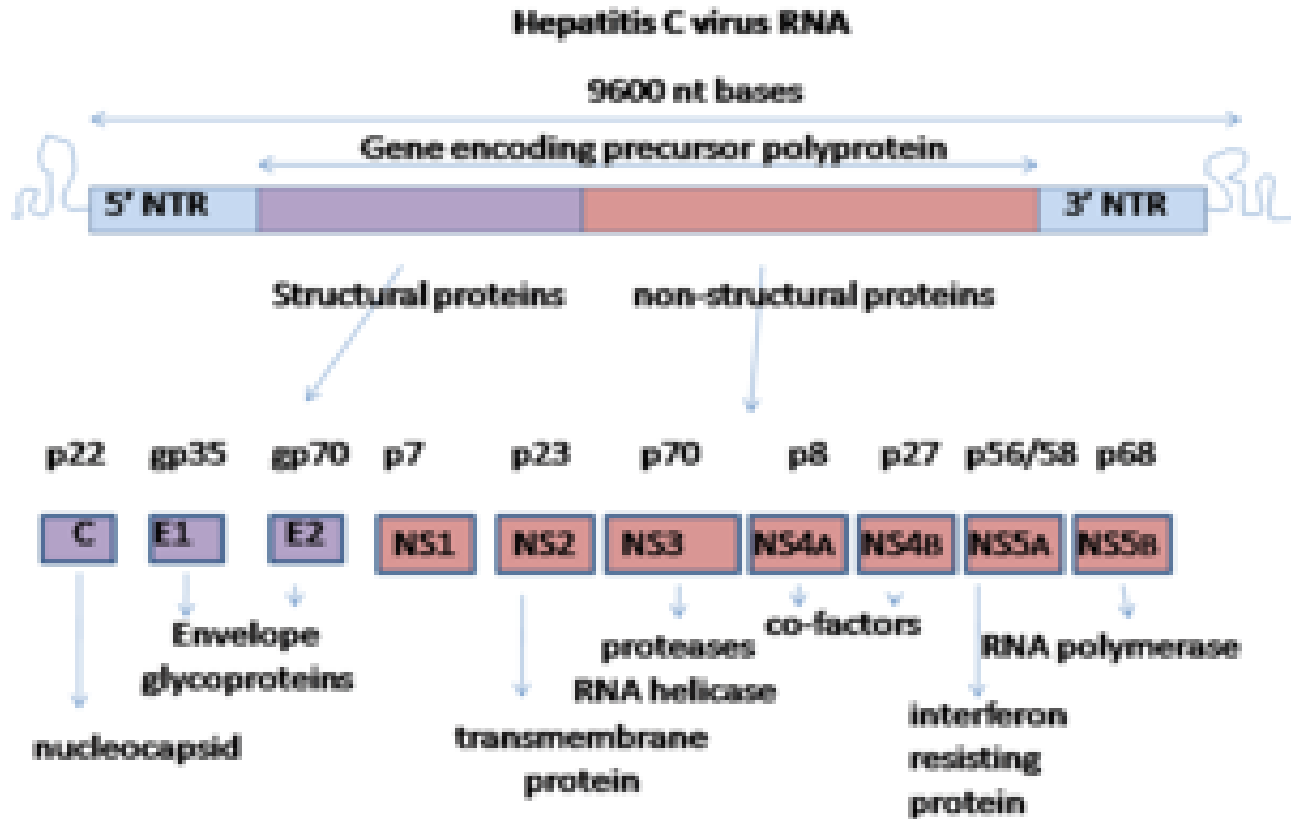 Hepatitis C virus RNA
9600 nt bases
Gene encoding precursor polyprotein
5' NTR
3' NTR
Structural proteins
non-structural proteins
p22 gp35 gp70 p7 p23 p70 p8 p27 p56/58 p68
C E1 E2 NS1 NS2 NS3 NS4A NS4B NS5A NS5B
Envelope
glycoproteins
nucleocapsid
transmembrane
protein
proteases
RNA helicase
co-factors
interferon
resisting
protein
RNA polymerase